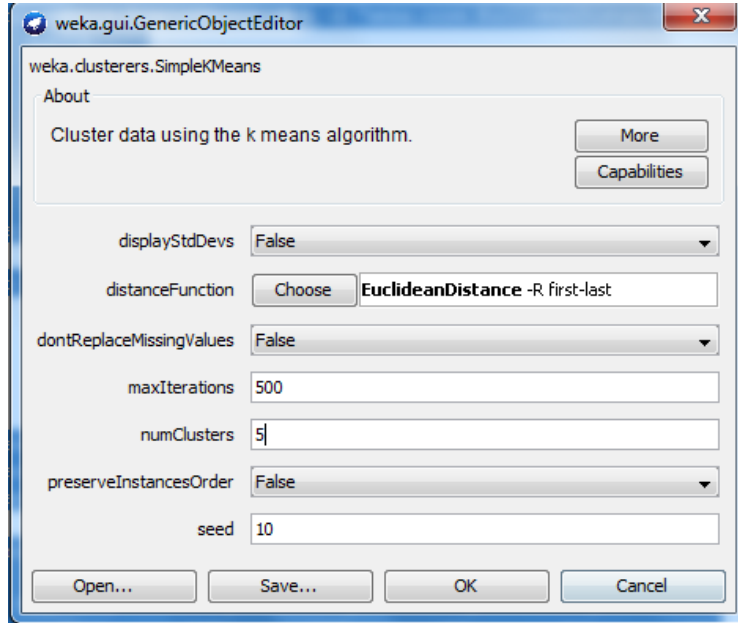 weka.gui.GenericObjectEditor
weka.clusterers.SimpleKMeans
About
Cluster data using the k means algorithm.
More
Capabilities
displayStdDevs False
distanceFunction Choose EuclideanDistance -R first-last
dontReplaceMissingValues False
maxIterations 500
numClusters 5
preserveInstancesOrder False
seed 10
Open... Save... OK Cancel